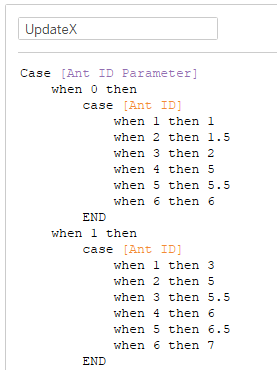 UpdateX
Case [Ant ID Parameter]
    when 0 then
        case [Ant ID]
            when 1 then 1
            when 2 then 1.5
            when 3 then 2
            when 4 then 5
            when 5 then 5.5
            when 6 then 6
        END
    when 1 then
        case [Ant ID]
            when 1 then 3
            when 2 then 5
            when 3 then 5.5
            when 4 then 6
            when 5 then 6.5
            when 6 then 7
        END